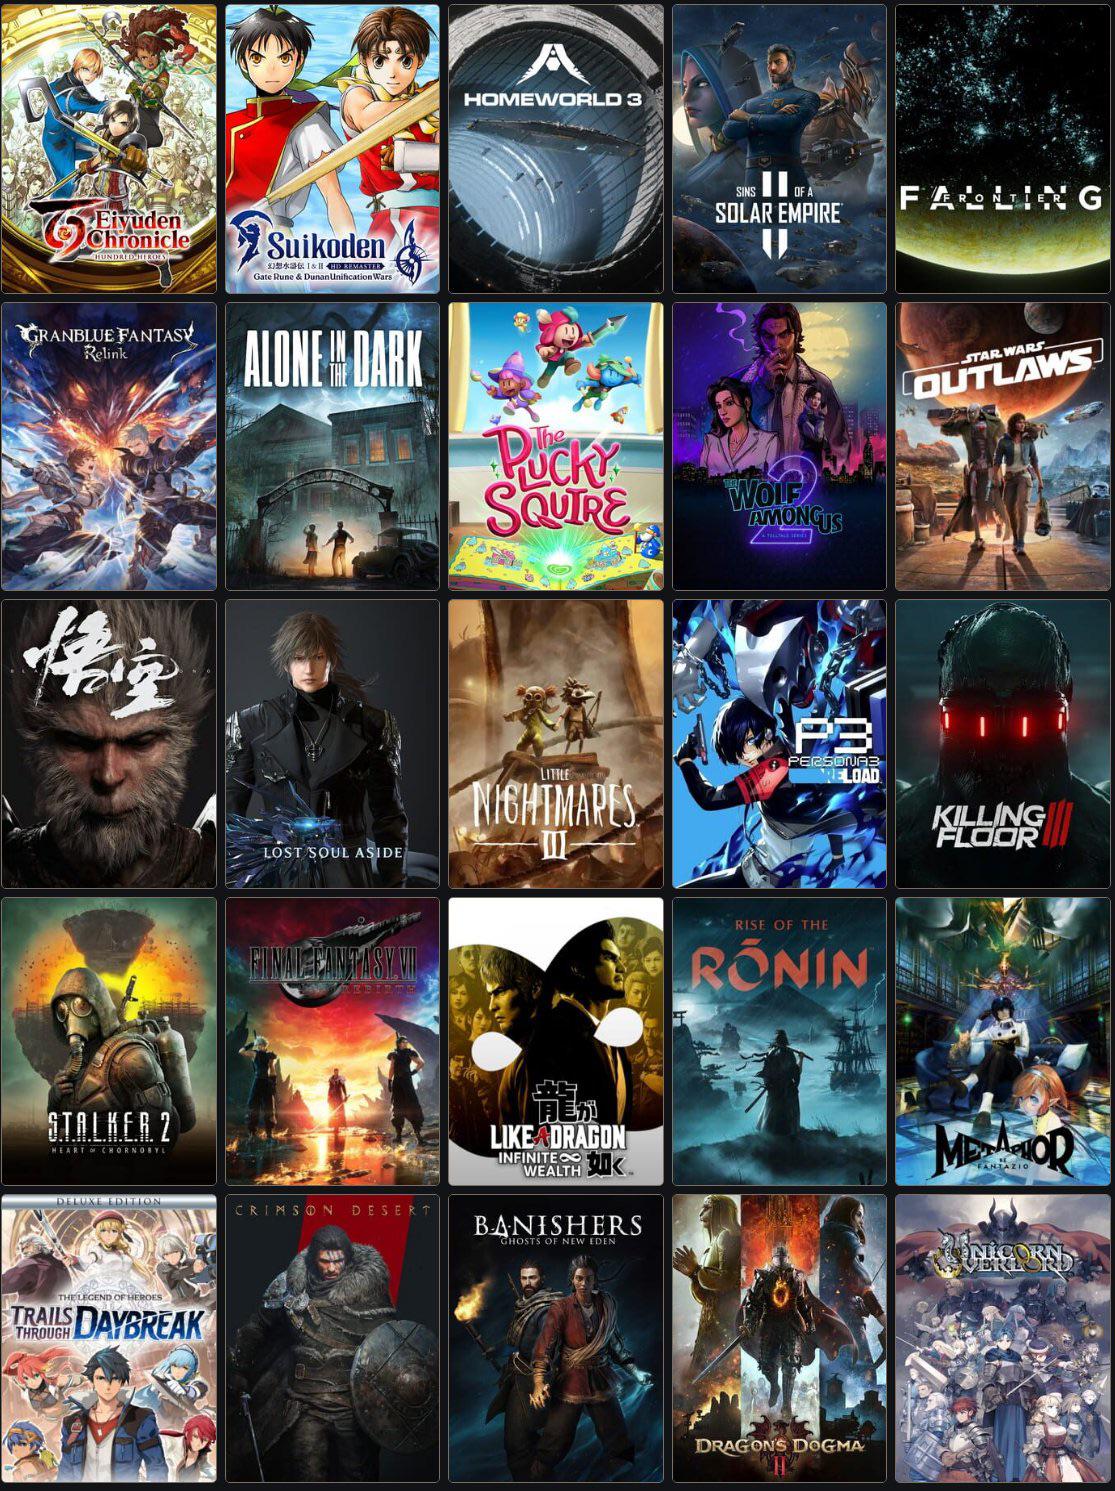 Eiyuden
Chronicle
HUNDRED HEROES
Suikoden
幻想水滸伝 I&II HD REMASTER
Gate Rune & Dunan Unification Wars
HOMEWORLD 3
SINS II OF A
SOLAR EMPIRE
FALLING
FRONTIER
GRANBLUE FANTASY
Relink
ALONE IN THE DARK
The
PLUCKY
SQUIRE
THE
WOLF
AMONG US
2
A TELLTALE SERIES
STAR WARS
OUTLAWS
悟空
LOST SOUL ASIDE
LITTLE
NIGHTMARES
III
P3
PERSONA3
RELOAD
KILLING
FLOOR III
S.T.A.L.K.E.R. 2
HEART OF CHORNOBYL
FINAL FANTASY VII
REBIRTH
龍が
LIKE A DRAGON
INFINITE ∞
WEALTH 如く
RISE OF THE
RŌNIN
METAPHOR
RE
FANTAZIO
DELUXE EDITION
THE LEGEND OF HEROES
TRAILS
THROUGH DAYBREAK
CRIMSON DESERT
BANISHERS
GHOSTS OF NEW EDEN
DRAGON'S DOGMA
II
UNICORN
OVERLORD